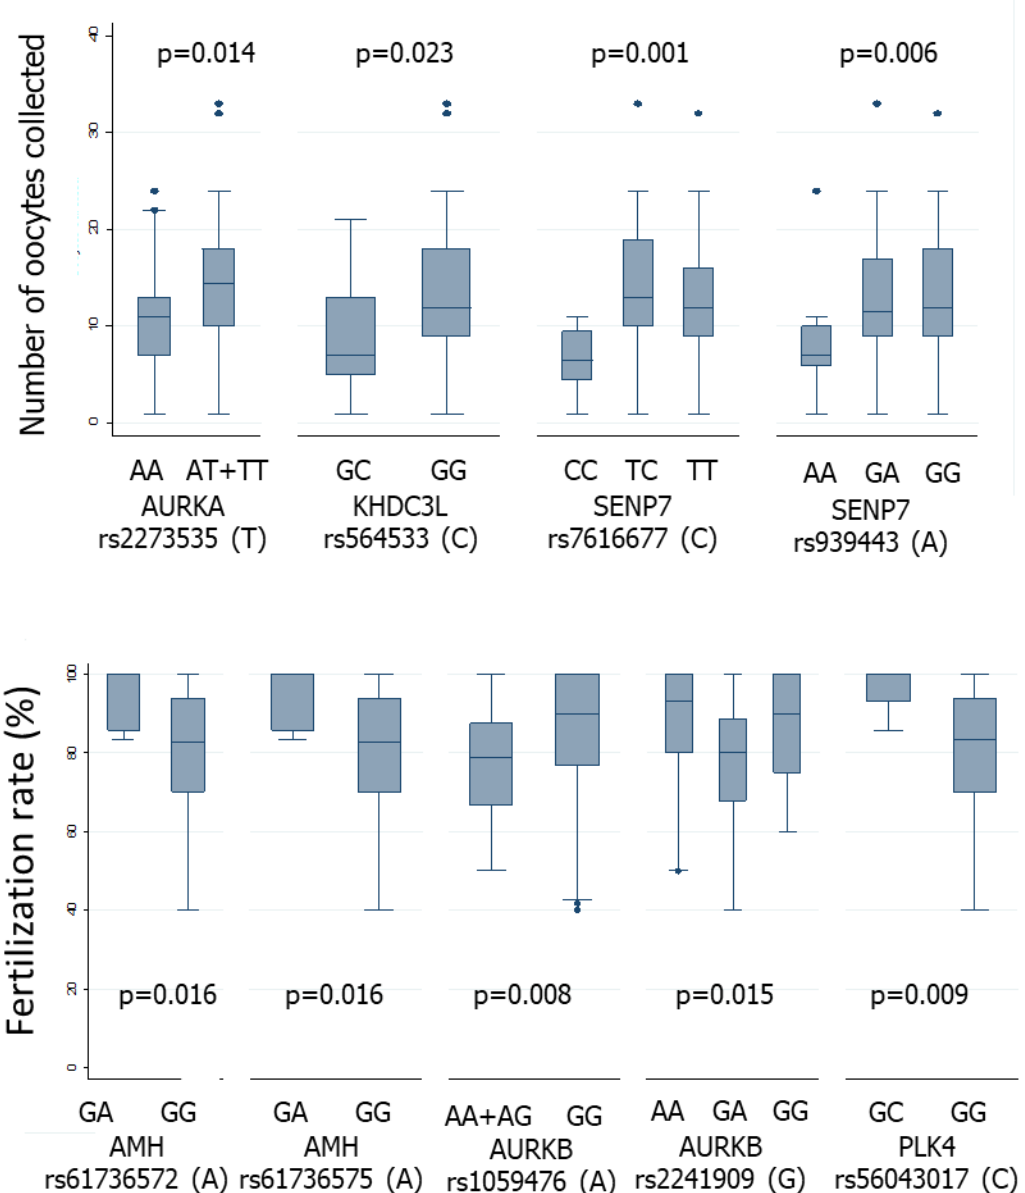 Number of oocytes collected
40
30
20
10
0
p=0.014 p=0.023 p=0.001 p=0.006
AA AT+TT GC GG CC TC TT AA GA GG
AURKA KHDC3L SENP7 SENP7
rs2273535 (T) rs564533 (C) rs7616677 (C) rs939443 (A)
Fertilization rate (%)
100
80
60
40
20
0
p=0.016 p=0.016 p=0.008 p=0.015 p=0.009
GA GG GA GG AA+AG GG AA GA GG GC GG
AMH AMH AURKB AURKB PLK4
rs61736572 (A) rs61736575 (A) rs1059476 (A) rs2241909 (G) rs56043017 (C)